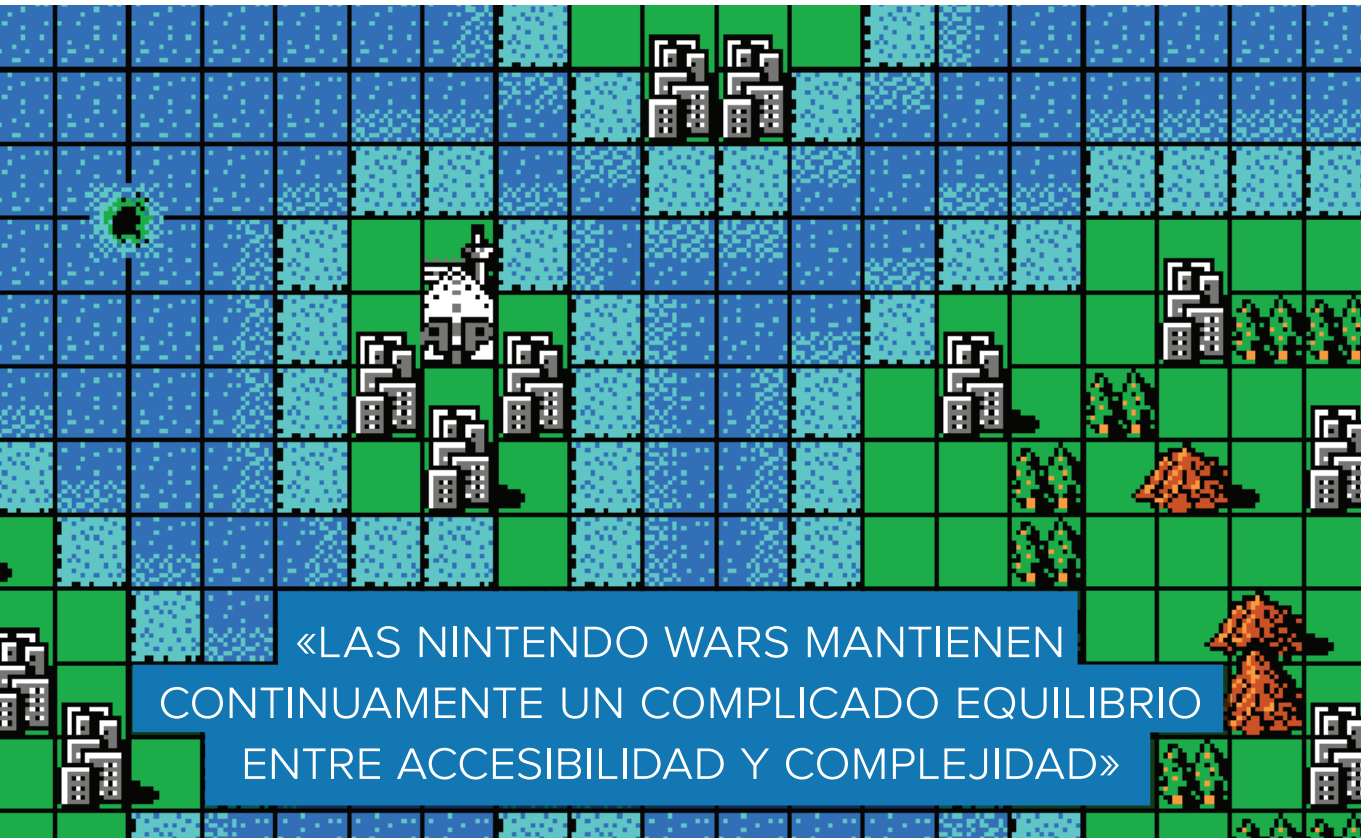 «LAS NINTENDO WARS MANTIENEN
CONTINUAMENTE UN COMPLICADO EQUILIBRIO
ENTRE ACCESIBILIDAD Y COMPLEJIDAD»